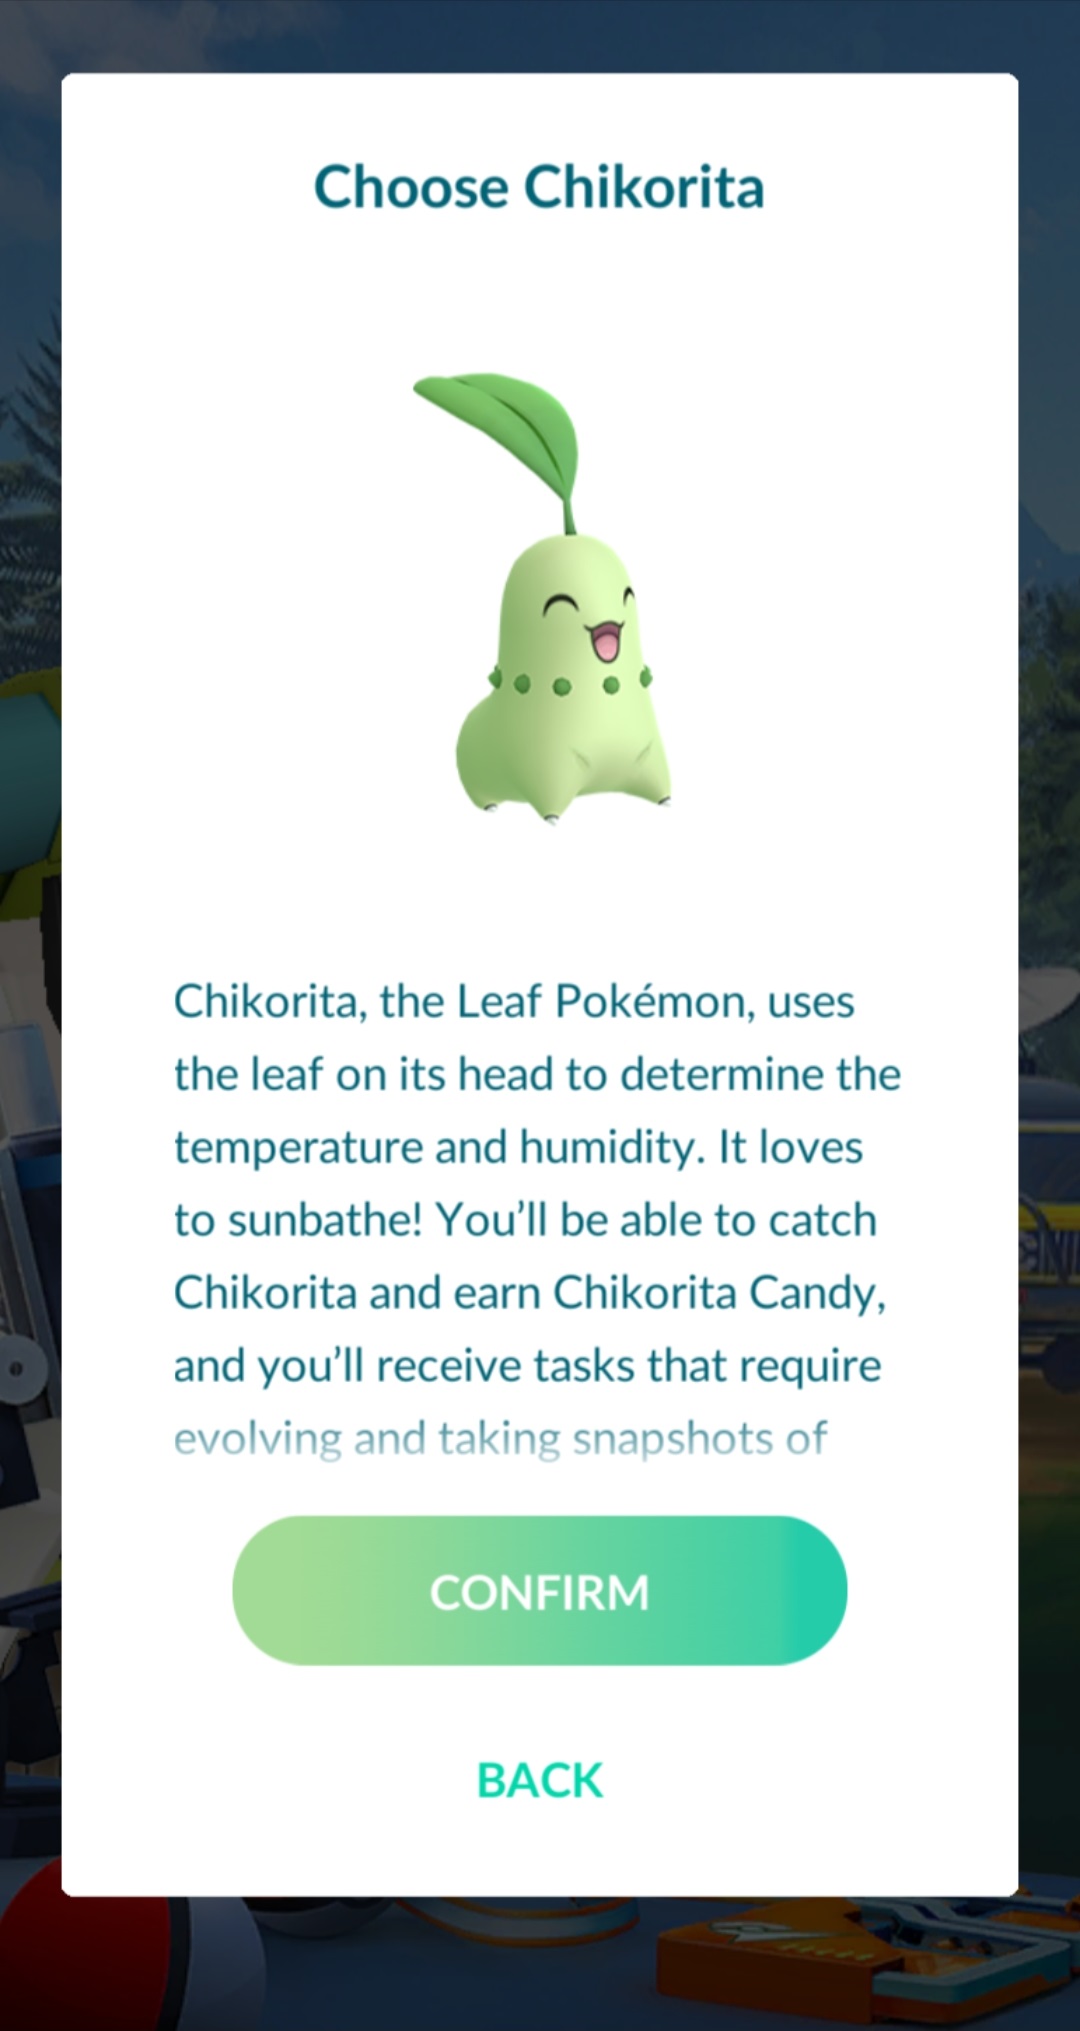 Choose Chikorita
Chikorita, the Leaf Pokémon, uses
the leaf on its head to determine the
temperature and humidity. It loves
to sunbathe! You’ll be able to catch
Chikorita and earn Chikorita Candy,
and you’ll receive tasks that require
evolving and taking snapshots of
CONFIRM
BACK